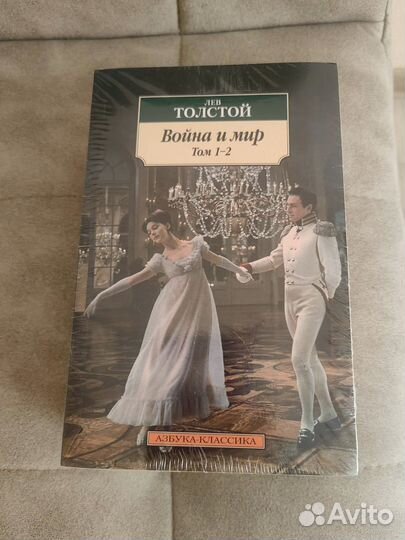 ЛЕВ
ТОЛСТОЙ
Война и мир
Том 1–2
АЗБУКА-КЛАССИКА
Avito